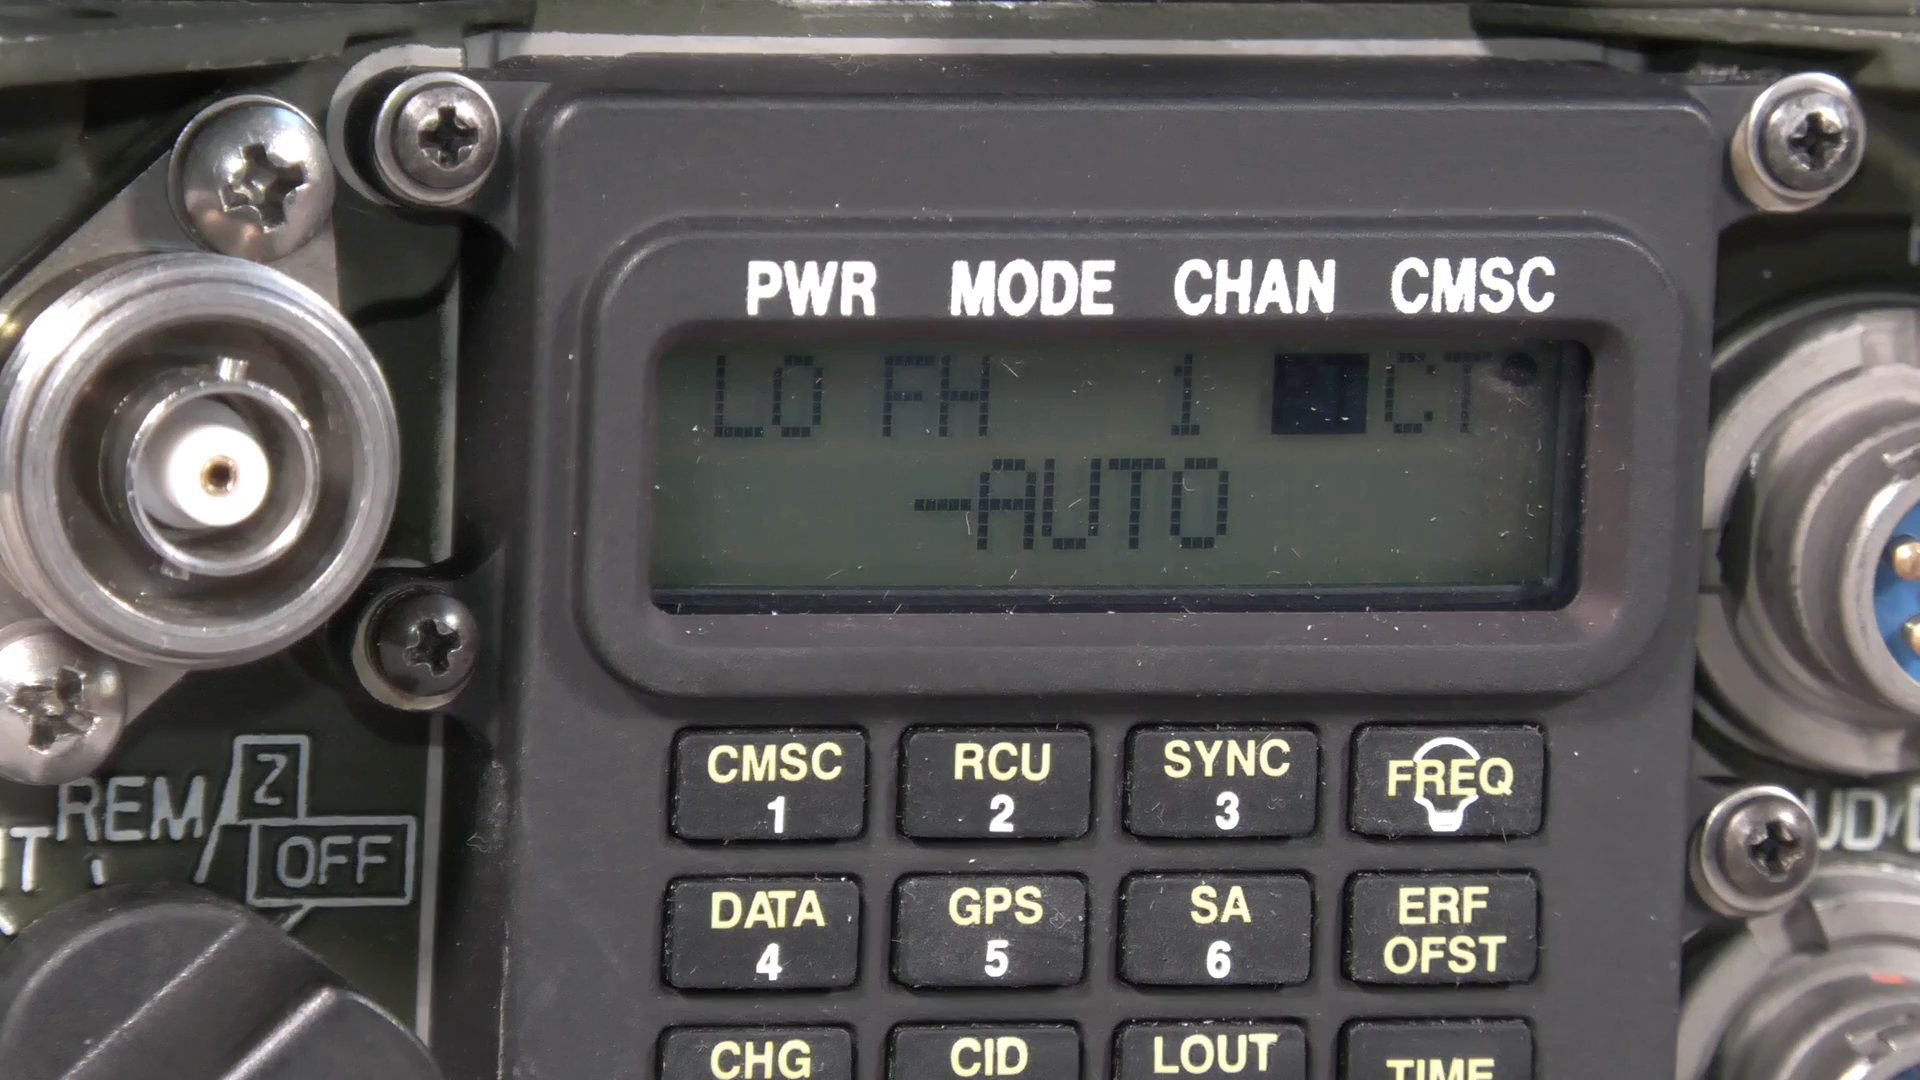 PWR MODE CHAN CMSC
LO FH 1 CT
-AUTO
REM Z
OFF
CMSC RCU SYNC FREQ
1 2 3
DATA GPS SA ERF
4 5 6 OFST
CHG CID LOUT TIME